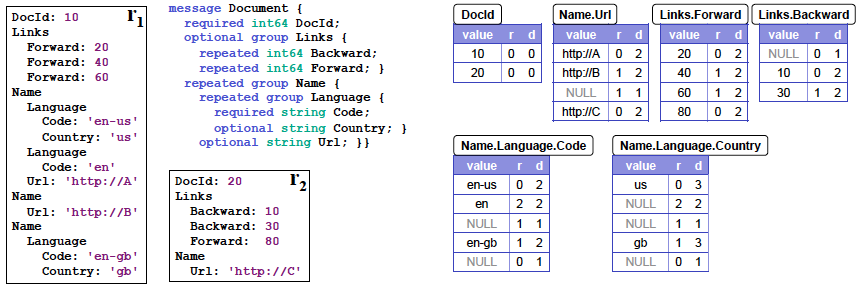 DocId: 10
r1
Links
Forward: 20
Forward: 40
Forward: 60
Name
Language
Code: 'en-us'
Country: 'us'
Language
Code: 'en'
Url: 'http://A'
Name
Url: 'http://B'
Name
Language
Code: 'en-gb'
Country: 'gb'
message Document {
required int64 DocId;
optional group Links {
repeated int64 Backward;
repeated int64 Forward; }
repeated group Name {
repeated group Language {
required string Code;
optional string Country; }
optional string Url; }}
DocId: 20
r2
Links
Backward: 10
Backward: 30
Forward: 80
Name
Url: 'http://C'
DocId
value r d
10 0 0
20 0 0
Name.Url
value r d
http://A 0 2
http://B 1 2
NULL 1 1
http://C 0 2
Links.Forward
value r d
20 0 2
40 1 2
60 1 2
80 0 2
Links.Backward
value r d
NULL 0 1
10 0 2
30 1 2
Name.Language.Code
value r d
en-us 0 2
en 2 2
NULL 1 1
en-gb 1 2
NULL 0 1
Name.Language.Country
value r d
us 0 3
NULL 2 2
NULL 1 1
gb 1 3
NULL 0 1